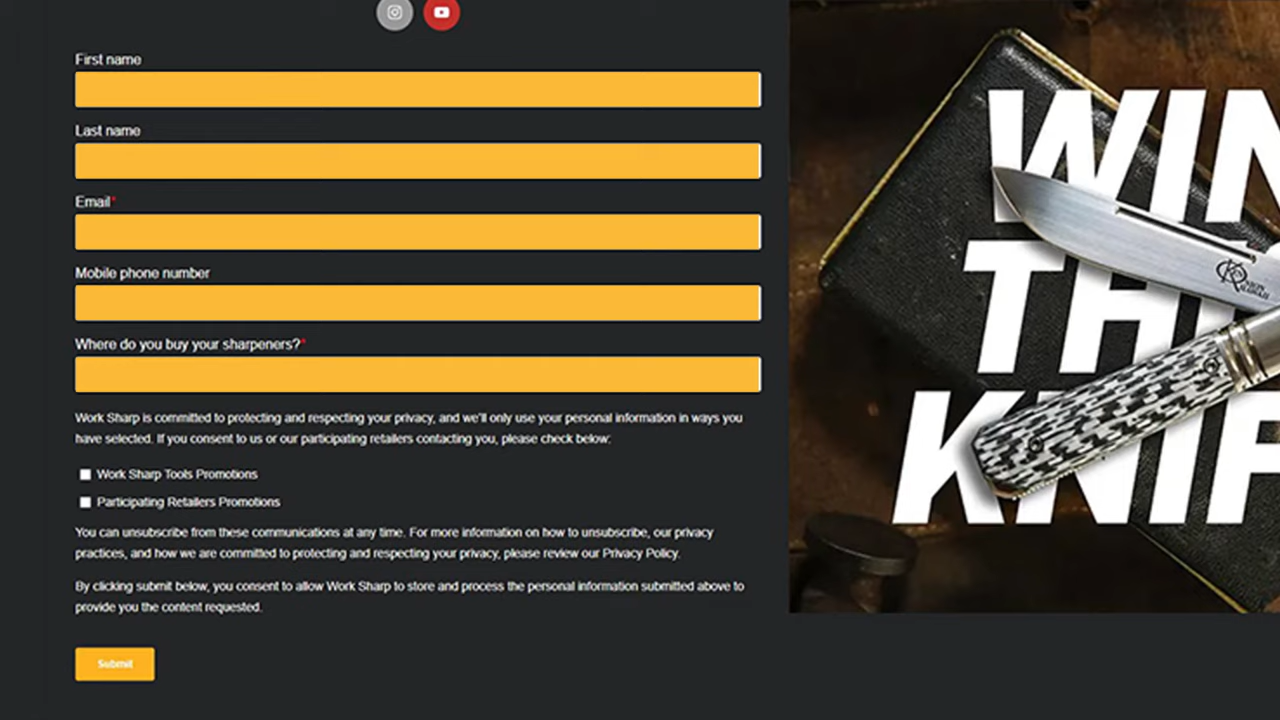 First name
Last name
Email*
Mobile phone number
Where do you buy your sharpeners?*
Work Sharp is committed to protecting and respecting your privacy, and we'll only use your personal information in ways you
have selected. If you consent to us or our participating retailers contacting you, please check below:
Work Sharp Tools Promotions
Participating Retailers Promotions
You can unsubscribe from these communications at any time. For more information on how to unsubscribe, our privacy
practices, and how we are committed to protecting and respecting your privacy, please review our Privacy Policy.
By clicking submit below, you consent to allow Work Sharp to store and process the personal information submitted above to
provide you the content requested.
Submit
WIN
TH
KNIF